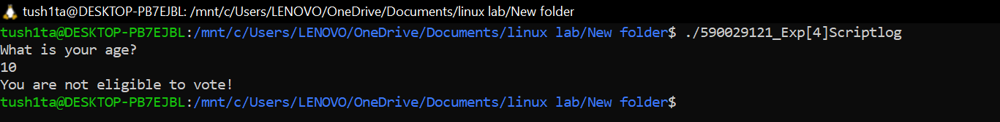 tush1ta@DESKTOP-PB7EJBL: /mnt/c/Users/LENOVO/OneDrive/Documents/linux lab/New folder
tush1ta@DESKTOP-PB7EJBL:/mnt/c/Users/LENOVO/OneDrive/Documents/linux lab/New folder$ ./590029121_Exp[4]Scriptlog
What is your age?
10
You are not eligible to vote!
tush1ta@DESKTOP-PB7EJBL:/mnt/c/Users/LENOVO/OneDrive/Documents/linux lab/New folder$